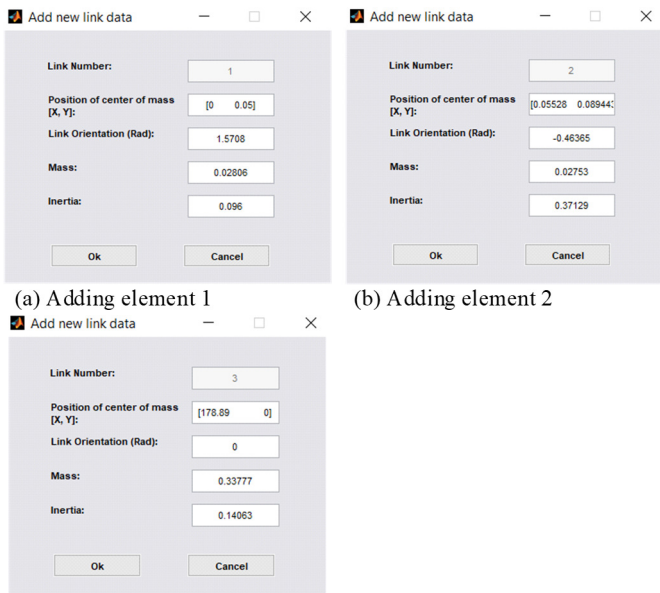 Add new link data
Link Number:
1
Position of center of mass
[X, Y]:
[0 0.05]
Link Orientation (Rad):
1.5708
Mass:
0.02806
Inertia:
0.096
Ok Cancel
(a) Adding element 1
Add new link data
Link Number:
2
Position of center of mass
[X, Y]:
[0.05528 0.08944
Link Orientation (Rad):
-0.46365
Mass:
0.02753
Inertia:
0.37129
Ok Cancel
(b) Adding element 2
Add new link data
Link Number:
3
Position of center of mass
[X, Y]:
[178.89 0]
Link Orientation (Rad):
0
Mass:
0.33777
Inertia:
0.14063
Ok Cancel